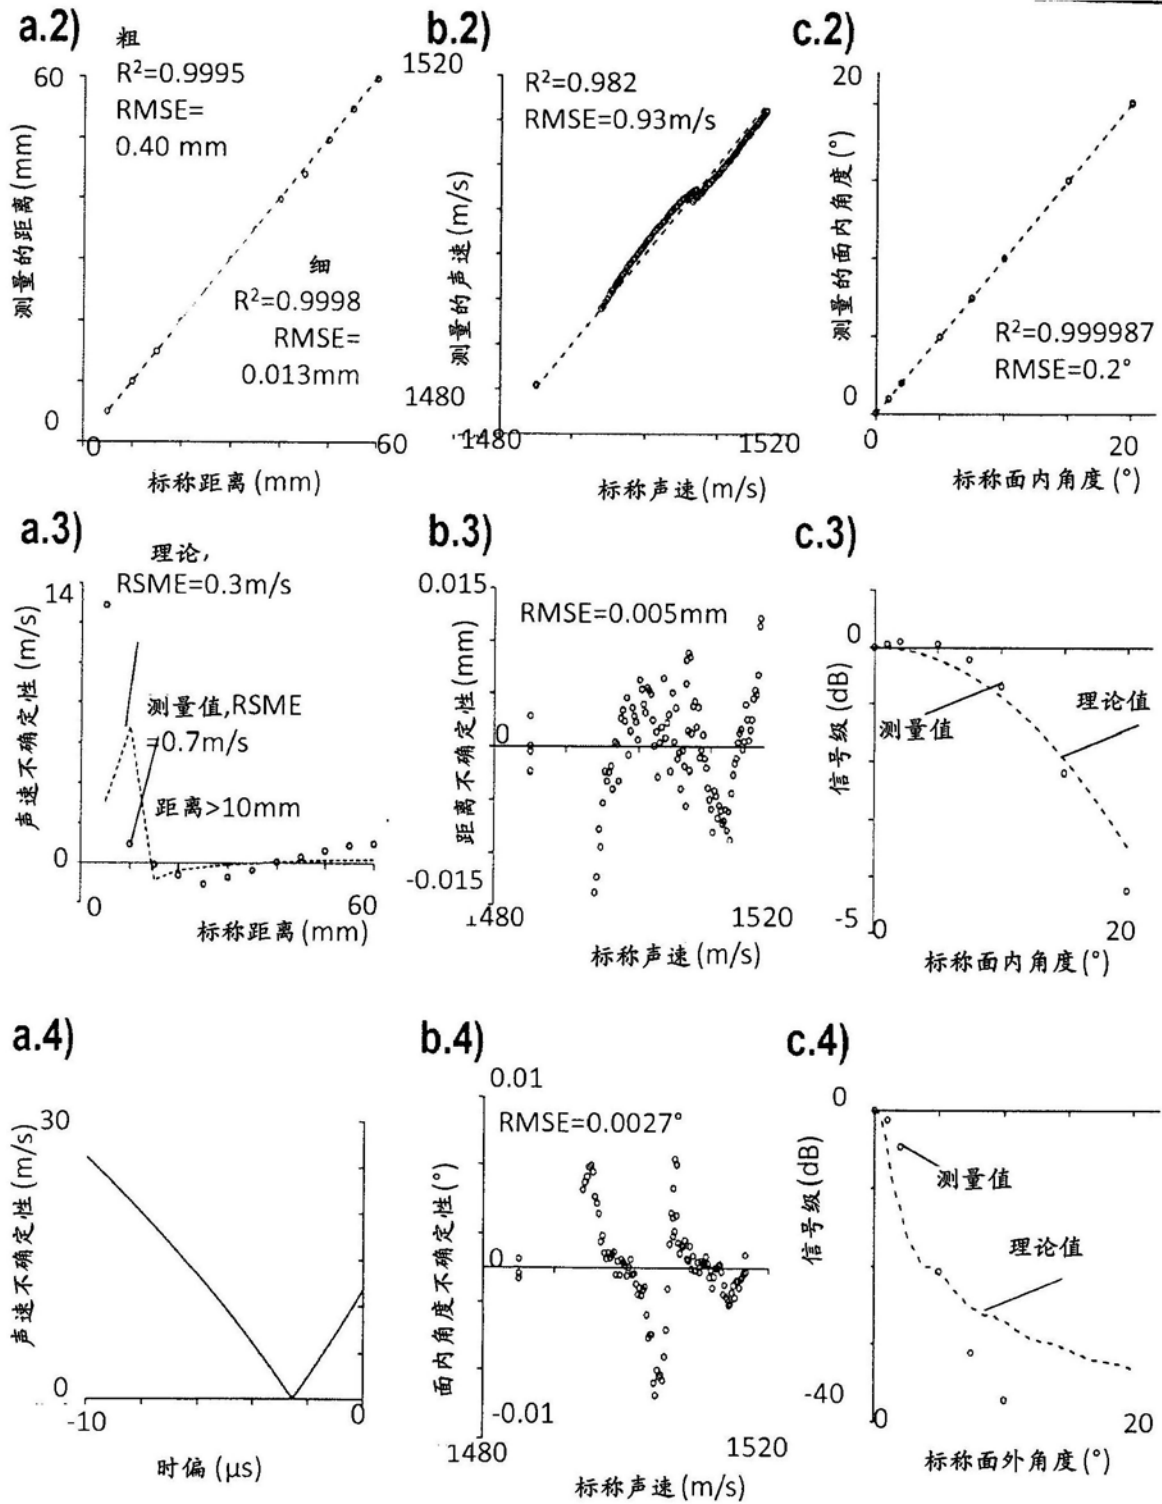 a.2)
粗
R²=0.9995
RMSE=
0.40 mm
细
R²=0.9998
RMSE=
0.013mm
60
0
0
60
测量的距离(mm)
标称距离(mm)
b.2)
1520
R²=0.982
RMSE=0.93m/s
1480
1480
1520
测量的声速(m/s)
标称声速(m/s)
c.2)
20
R²=0.999987
RMSE=0.2°
0
0
20
测量的面内角度(°)
标称面内角度(°)
a.3)
理论,
RSME=0.3m/s
14
测量值,RSME
=0.7m/s
距离>10mm
0
0
60
声速不确定性(m/s)
标称距离(mm)
b.3)
0.015
RMSE=0.005mm
0
-0.015
1480
1520
距离不确定性(mm)
标称声速(m/s)
c.3)
0
测量值
理论值
-5
0
20
信号级(dB)
标称面内角度(°)
a.4)
30
0
-10
0
声速不确定性(m/s)
时偏(μs)
b.4)
0.01
RMSE=0.0027°
0
-0.01
1480
1520
面内角度不确定性(°)
标称声速(m/s)
c.4)
0
测量值
理论值
-40
0
20
信号级(dB)
标称面外角度(°)